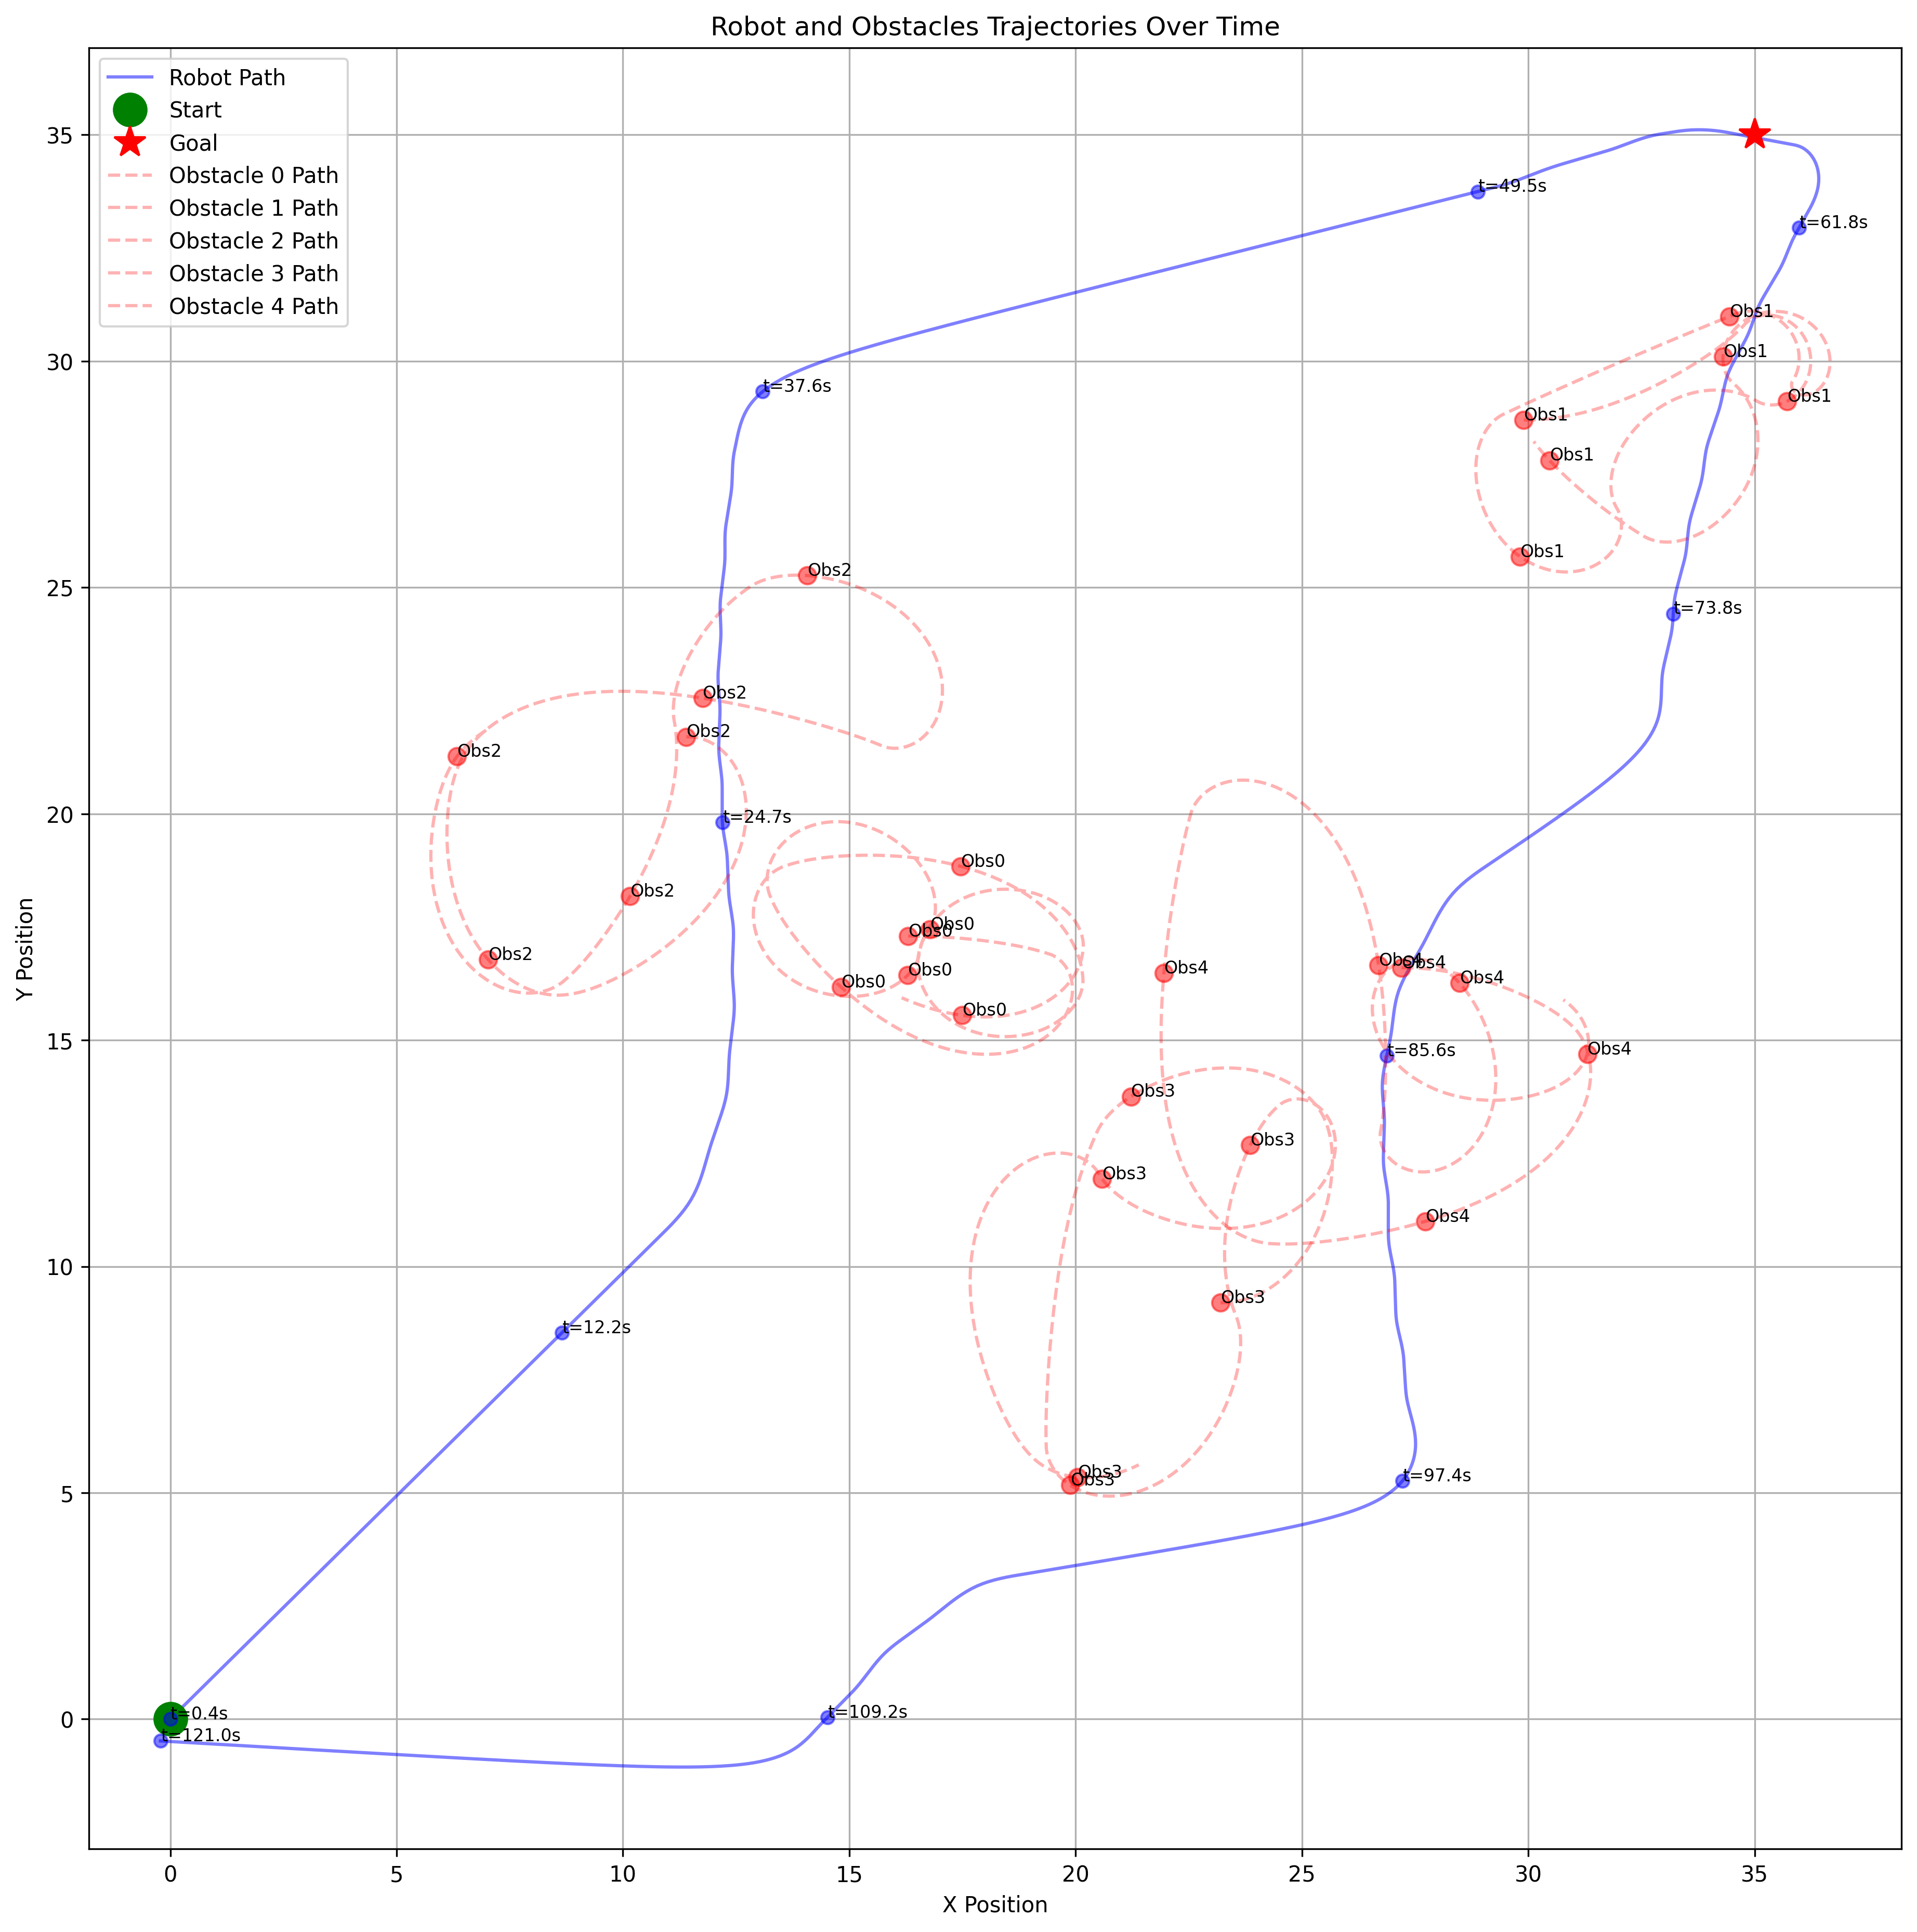 Robot and Obstacles Trajectories Over Time
Robot Path
Start
Goal
Obstacle 0 Path
Obstacle 1 Path
Obstacle 2 Path
Obstacle 3 Path
Obstacle 4 Path
35
30
25
20
15
10
5
0
Y Position
t=49.5s
t=61.8s
Obs1
Obs1
t=37.6s
Obs1
Obs1
Obs1
Obs1
Obs2
t=73.8s
Obs2
Obs2
Obs2
t=24.7s
Obs0
Obs2
Obs0
Obs0
Obs4
Obs4
Obs4
Obs0
Obs4
Obs2
Obs0
Obs0
t=85.6s
Obs4
Obs3
Obs3
Obs3
Obs4
Obs3
t=12.2s
Obs3
Obs3
t=97.4s
t=0.4s
t=109.2s
t=121.0s
0
5
10
15
20
25
30
35
X Position